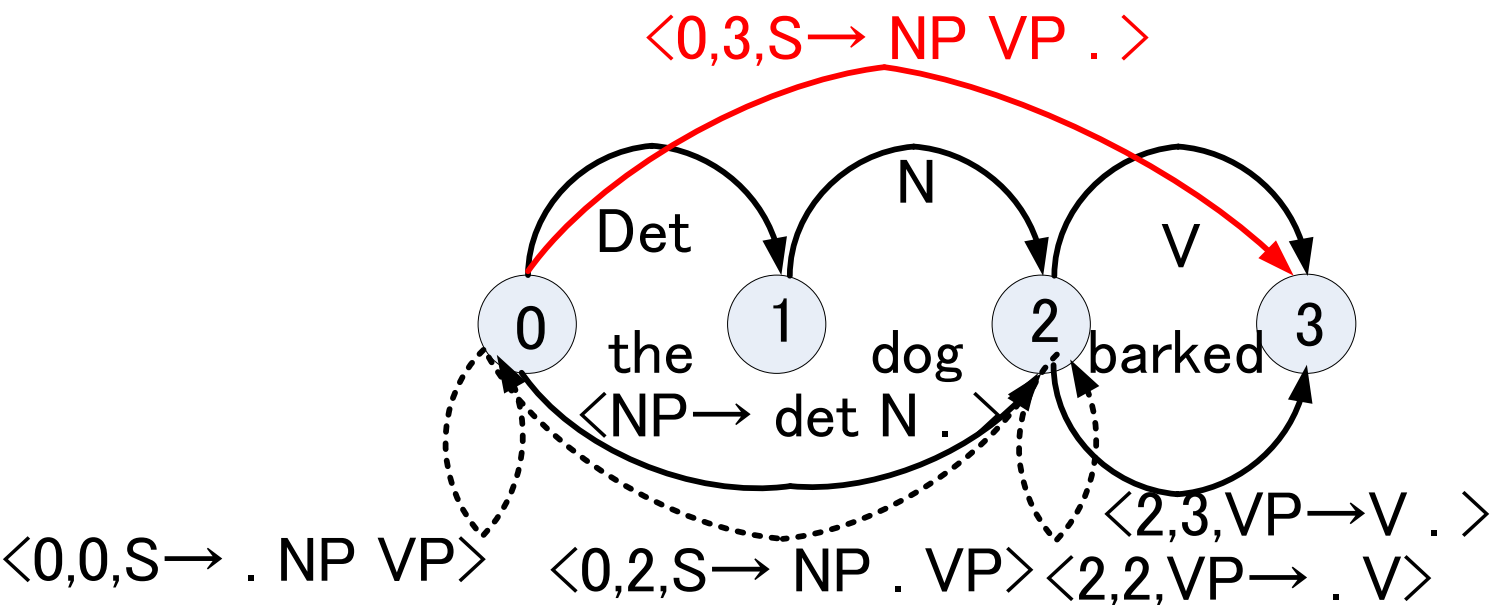 <0,3,S→ NP VP . >
N
Det
V
0
1
2
3
the
dog
barked
<NP→ det N . >
<2,3,VP→V . >
<0,0,S→ . NP VP>
<0,2,S→ NP . VP>
<2,2,VP→ . V>